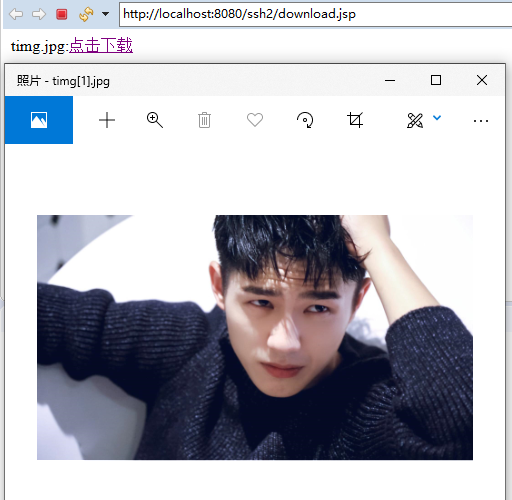 http://localhost:8080/ssh2/download.jsp
timg.jpg:点击下载
照片 - timg[1].jpg